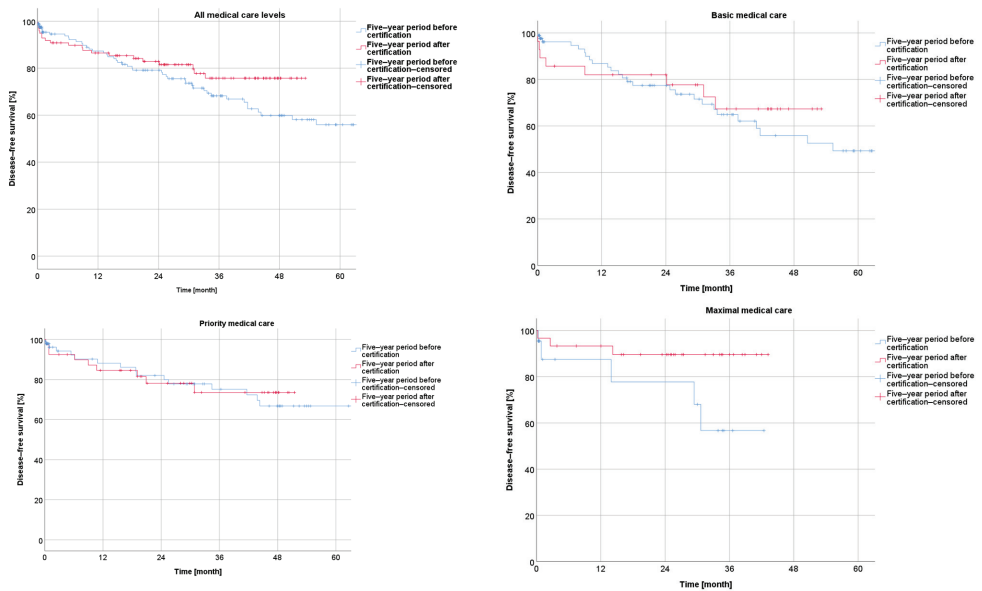 All medical care levels
Disease–free survival [%]
100
80
60
40
20
0
0 12 24 36 48 60
Time [month]
Five–year period before
certification
Five–year period after
certification
Five–year period before
certification–censored
Five–year period after
certification–censored
Basic medical care
Disease–free survival [%]
100
80
60
40
20
0
0 12 24 36 48 60
Time [month]
Five–year period before
certification
Five–year period after
certification
Five–year period before
certification–censored
Five–year period after
certification–censored
Priority medical care
Disease–free survival [%]
100
80
60
40
20
0
0 12 24 36 48 60
Time [month]
Five–year period before
certification
Five–year period after
certification
Five–year period before
certification–censored
Five–year period after
certification–censored
Maximal medical care
Disease–free survival [%]
100
80
60
40
20
0
0 12 24 36 48 60
Time [month]
Five–year period before
certification
Five–year period after
certification
Five–year period before
certification–censored
Five–year period after
certification–censored